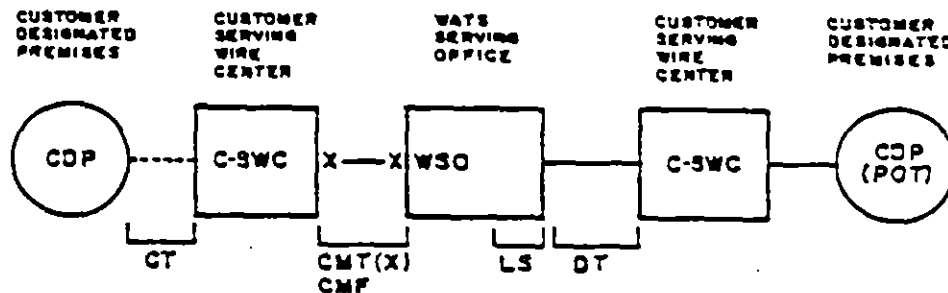 CUSTOMER
DESIGNATED
PREMISES
CUSTOMER
SERVING
WIRE
CENTER
WATS
SERVING
OFFICE
CUSTOMER
SERVING
WIRE
CENTER
CUSTOMER
DESIGNATED
PREMISES
CDP
C-SWC
X
X
WSO
C-SWC
CDP
(POT)
CT
CMT(X)
CMF
LS
DT